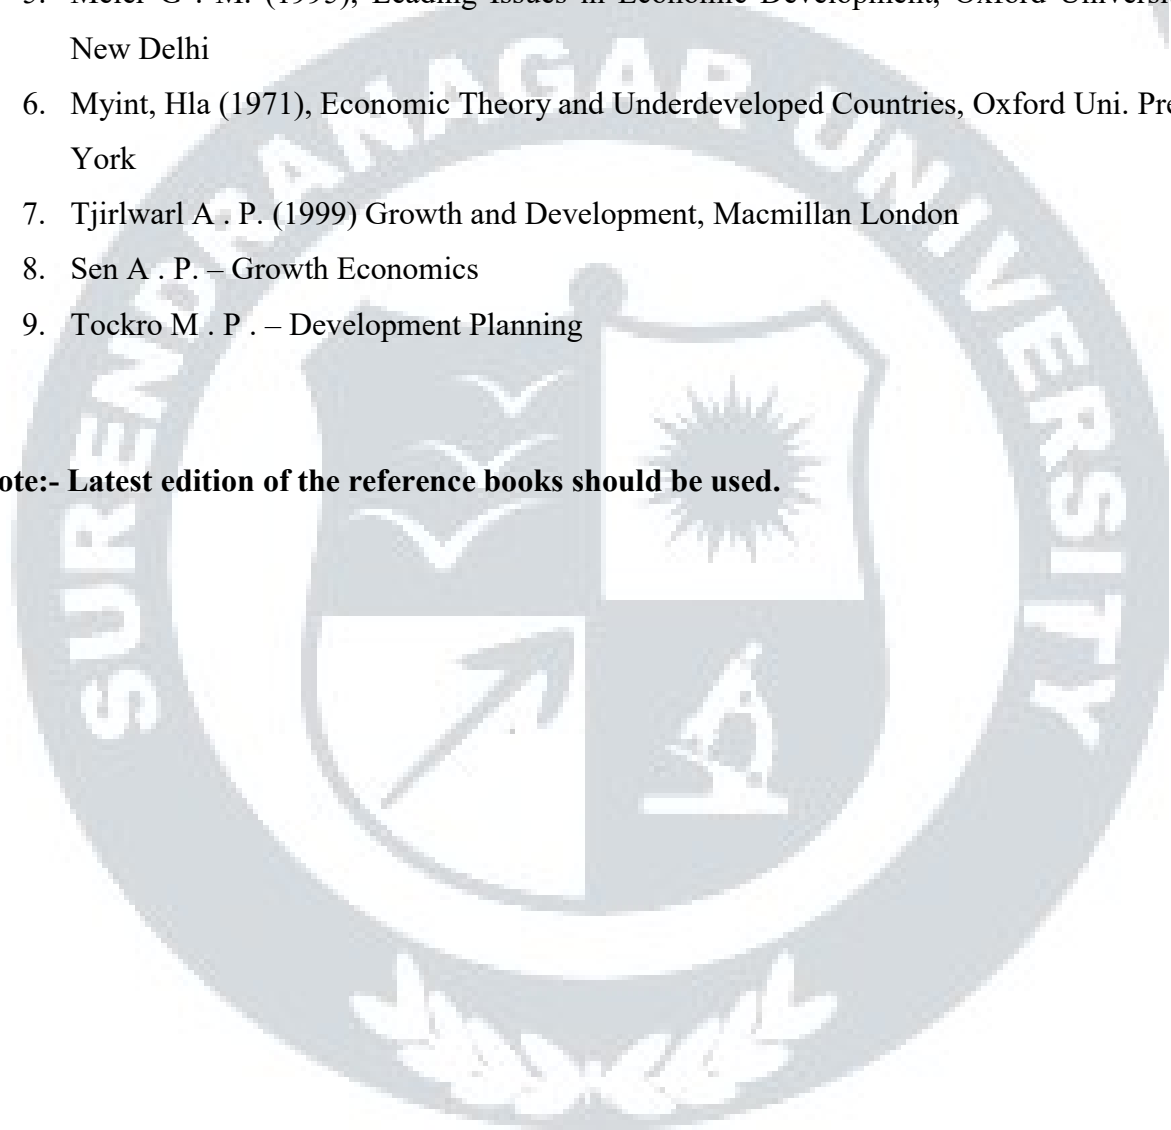 New Delhi
6. Myint, Hla (1971), Economic Theory and Underdeveloped Countries, Oxford Uni. Pre
York
7. Tjirlwarl A . P. (1999) Growth and Development, Macmillan London
8. Sen A . P. – Growth Economics
9. Tockro M . P . – Development Planning
ote:- Latest edition of the reference books should be used.
SURENDRANAGAR UNIVERSITY